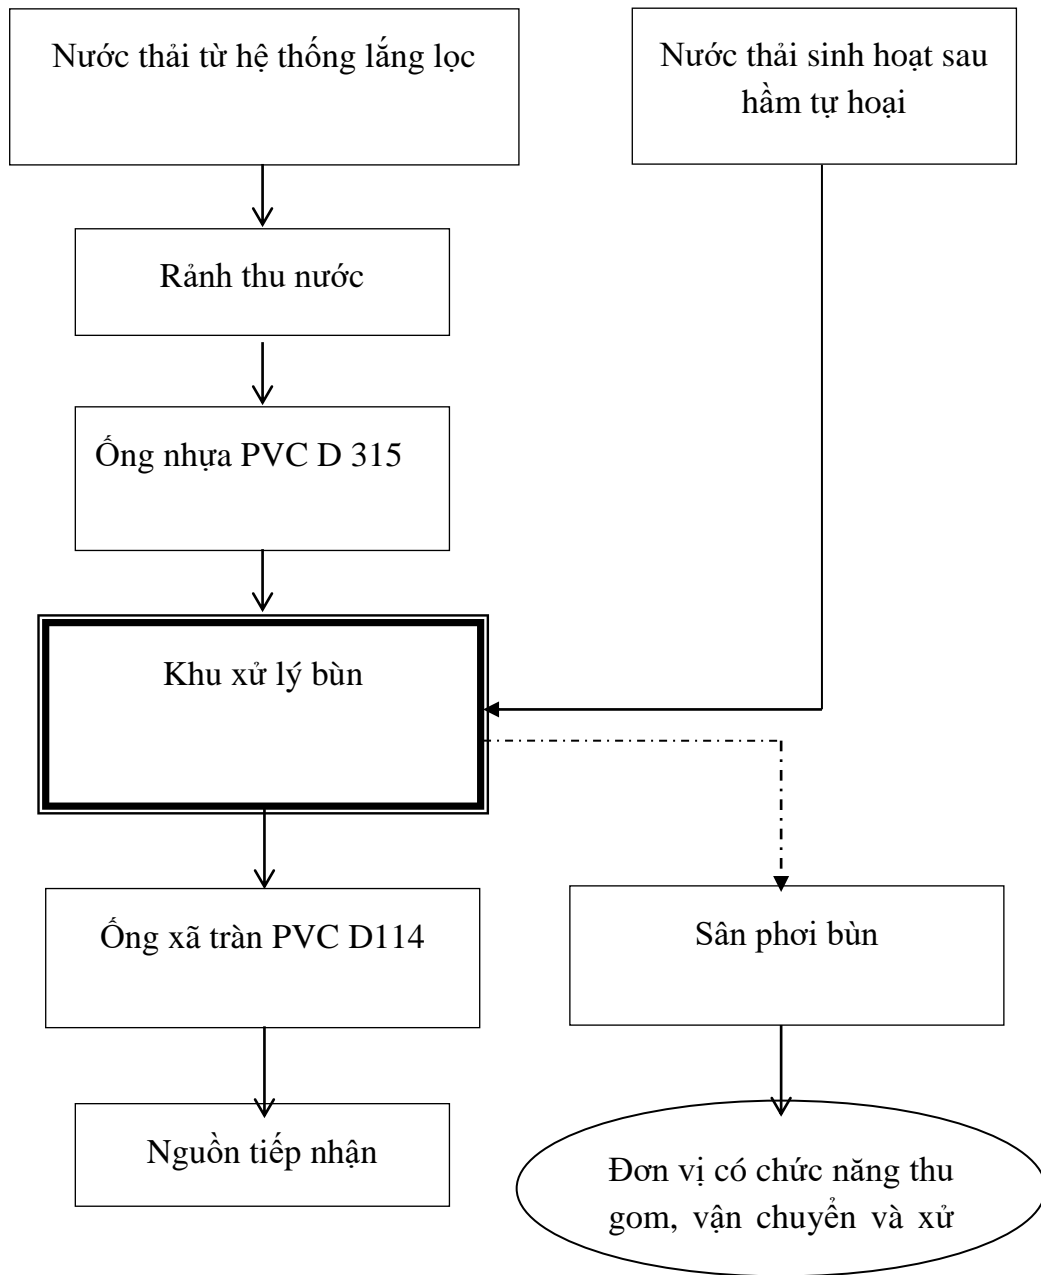 Nước thải từ hệ thống lắng lọc
Nước thải sinh hoạt sau
hầm tự hoại
Rảnh thu nước
Ống nhựa PVC D 315
Khu xử lý bùn
Ống xã tràn PVC D114
Sân phơi bùn
Nguồn tiếp nhận
Đơn vị có chức năng thu
gom, vận chuyển và xử